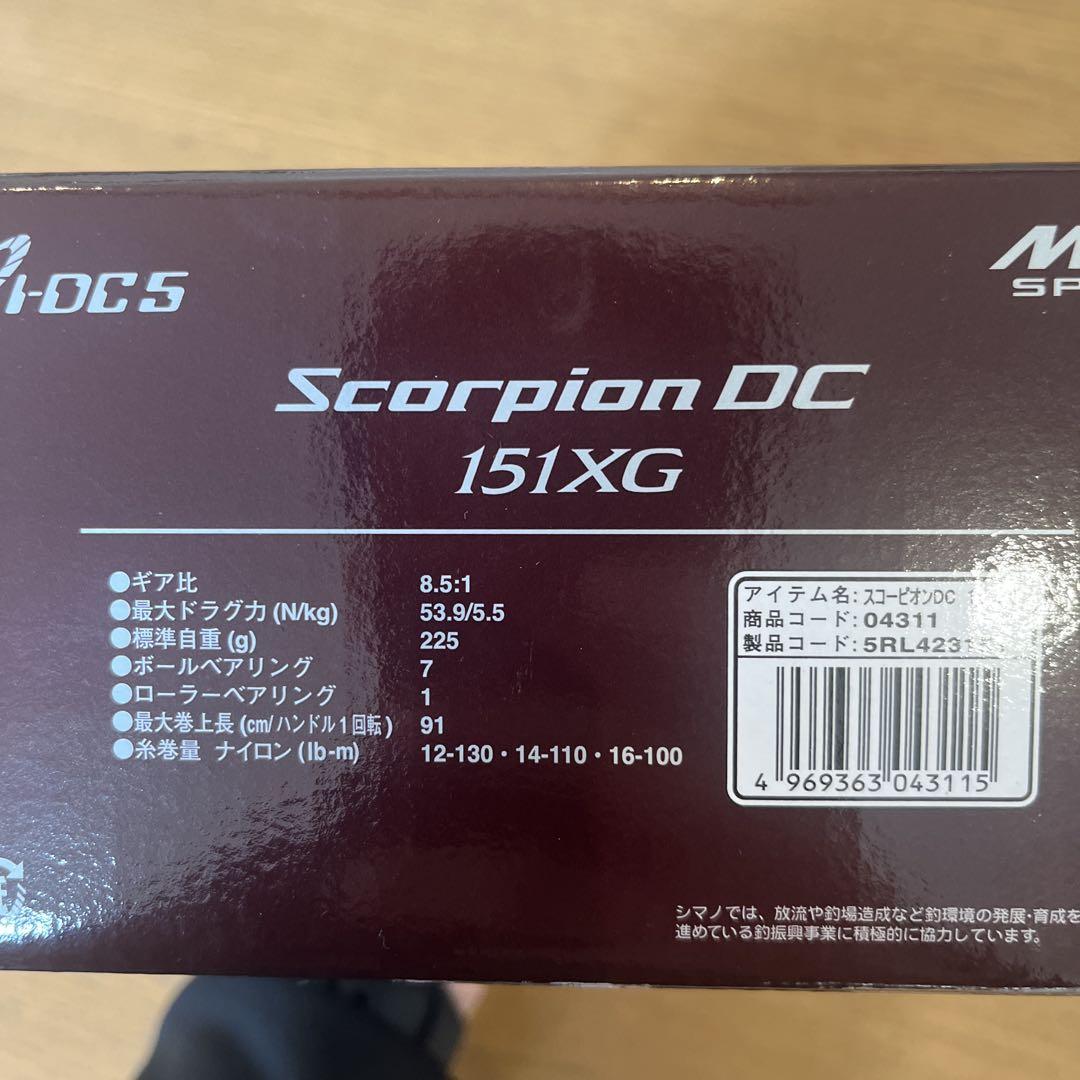 I-DC5
Scorpion DC
151XG
●ギア比 8.5:1
●最大ドラグ力(N/kg) 53.9/5.5
●標準自重(g) 225
●ボールベアリング 7
●ローラーベアリング 1
●最大巻上長(cm/ハンドル1回転) 91
●糸巻量 ナイロン(lb-m) 12-130・14-110・16-100
アイテム名: スコーピオンDC
商品コード: 04311
製品コード: 5RL4231
4 969363 043115
シマノでは、放流や釣場造成など釣環境の発展・育成を
進めている釣振興事業に積極的に協力しています。